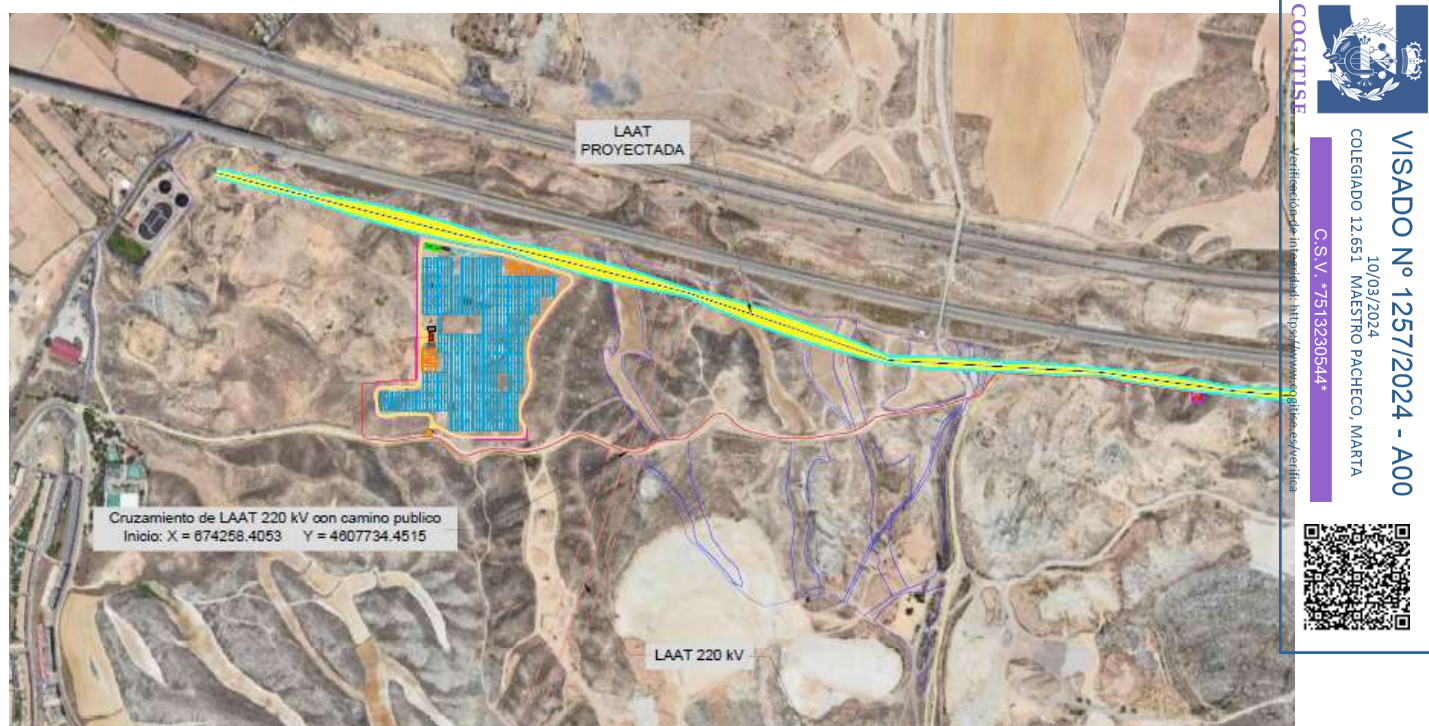 LAAT
PROYECTADA
Cruzamiento de LAAT 220 kV con camino publico
Inicio: X = 674258.4053 Y = 4607734.4515
LAAT 220 kV
COGITISE
VISADO Nº 1257/2024 - A00
10/03/2024
COLEGIADO 12.651 MAESTRO PACHECO, MARTA
C.S.V. *7513230544*
Verificación de integridad: https://www.cogitise.es/verifica